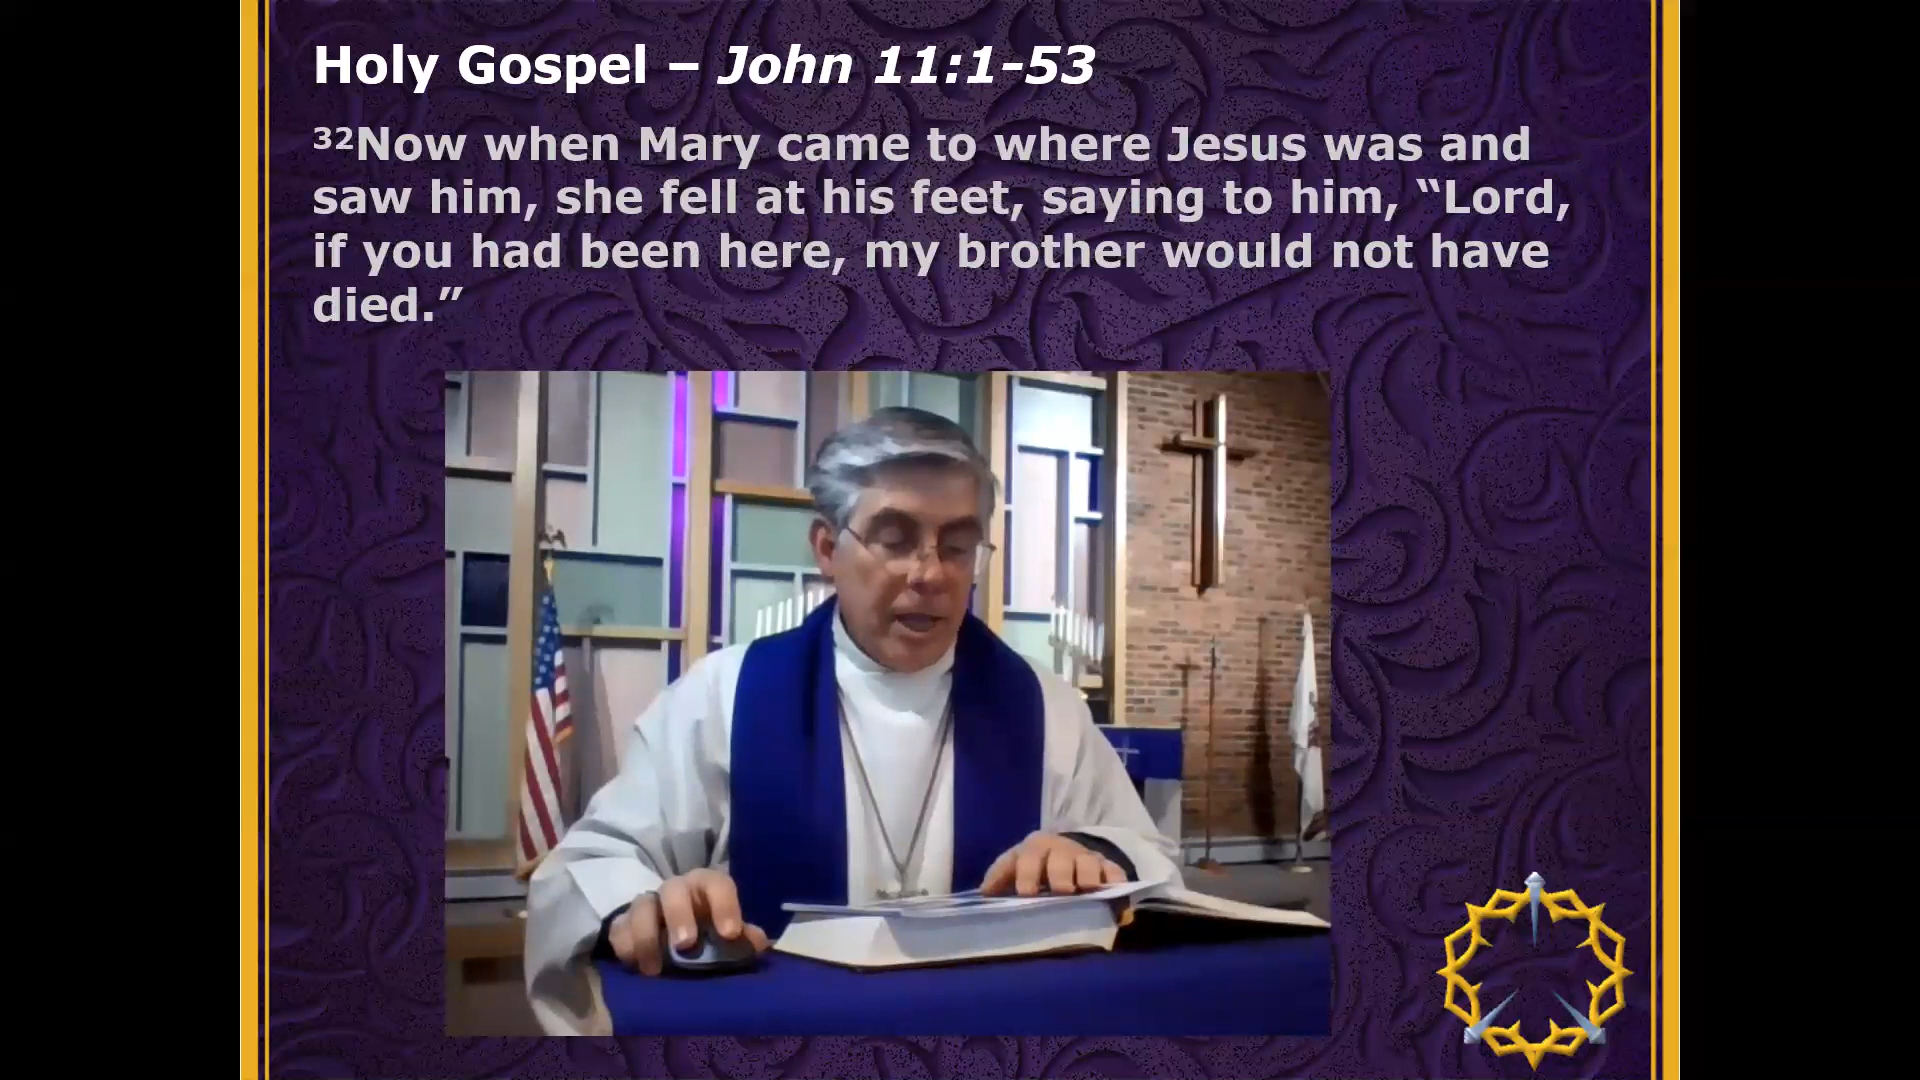 Holy Gospel – John 11:1-53
32Now when Mary came to where Jesus was and
saw him, she fell at his feet, saying to him, “Lord,
if you had been here, my brother would not have
died.”